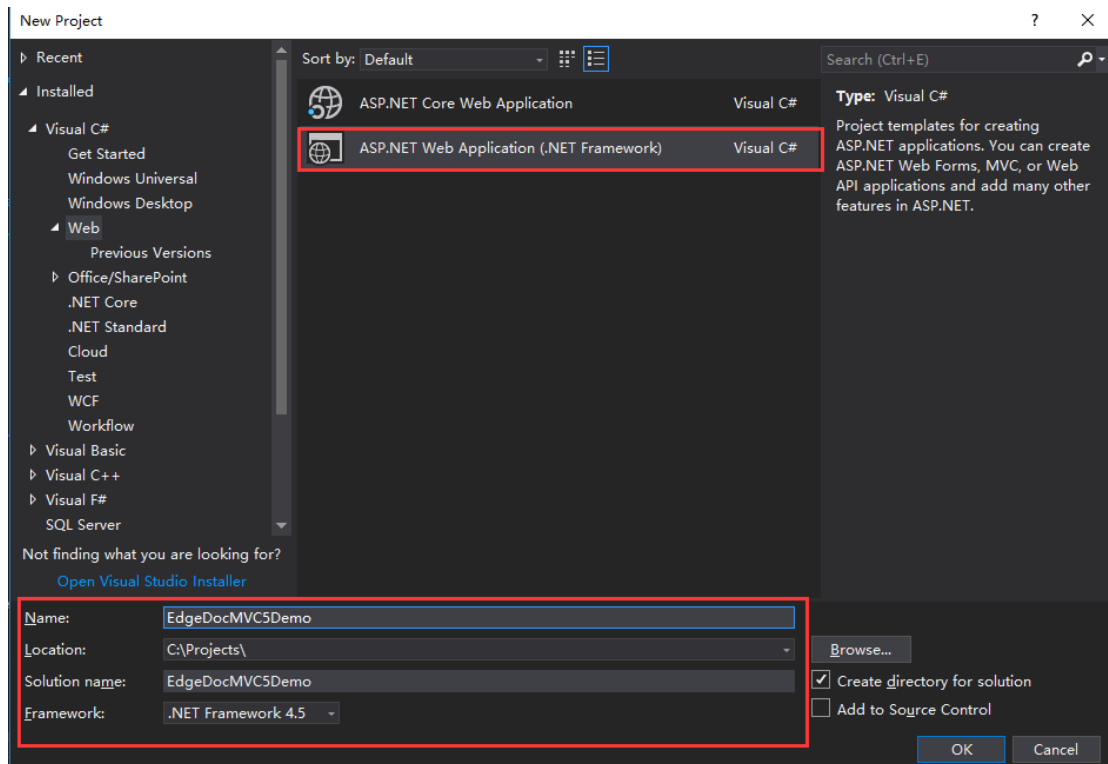 New Project
Recent
Installed
Visual C#
Get Started
Windows Universal
Windows Desktop
Web
Previous Versions
Office/SharePoint
.NET Core
.NET Standard
Cloud
Test
WCF
Workflow
Visual Basic
Visual C++
Visual F#
SQL Server
Not finding what you are looking for?
Open Visual Studio Installer
Sort by: Default
ASP.NET Core Web Application Visual C#
ASP.NET Web Application (.NET Framework) Visual C#
Search (Ctrl+E)
Type: Visual C#
Project templates for creating
ASP.NET applications. You can create
ASP.NET Web Forms, MVC, or Web
API applications and add many other
features in ASP.NET.
Name: EdgeDocMVC5Demo
Location: C:\Projects\
Solution name: EdgeDocMVC5Demo
Framework: .NET Framework 4.5
Browse...
Create directory for solution
Add to Source Control
OK Cancel